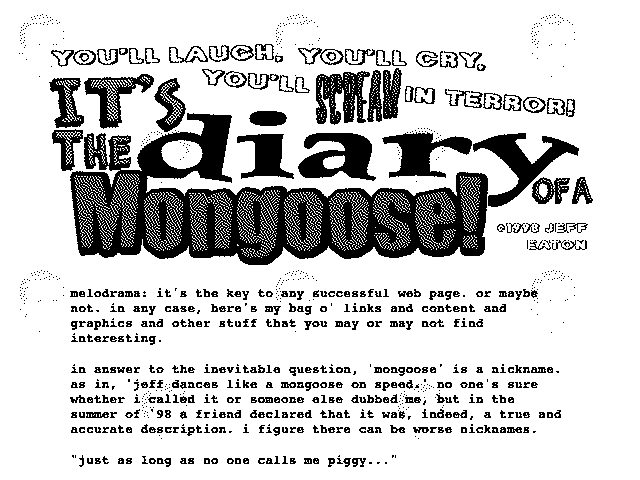 YOU'LL LAUGH, YOU'LL CRY,
YOU'LL SCREAM IN TERROR!
IT'S
THE diary OF A
Mongoose!
©1998 JEFF
EATON
melodrama: it's the key to any successful web page. or maybe
not. in any case, here's my bag o' links and content and
graphics and other stuff that you may or may not find
interesting.
in answer to the inevitable question, 'mongoose' is a nickname.
as in, 'jeff dances like a mongoose on speed.' no one's sure
whether i called it or someone else dubbed me, but in the
summer of '98 a friend declared that it was, indeed, a true and
accurate description. i figure there can be worse nicknames.
"just as long as no one calls me piggy..."